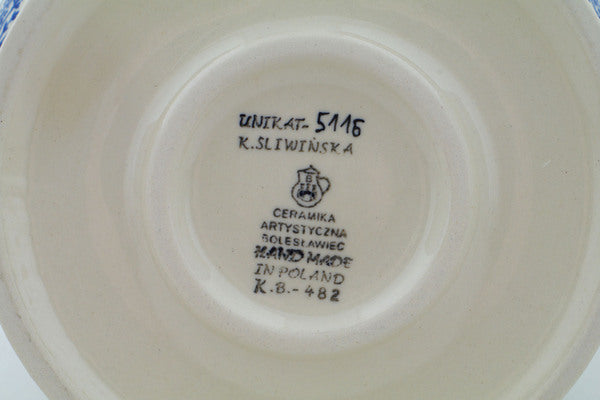 UNIKAT-5116
K.SLIWIŃSKA
B
CERAMIKA
ARTYSTYCZNA
BOLESŁAWIEC
HAND MADE
IN POLAND
K.B.-482